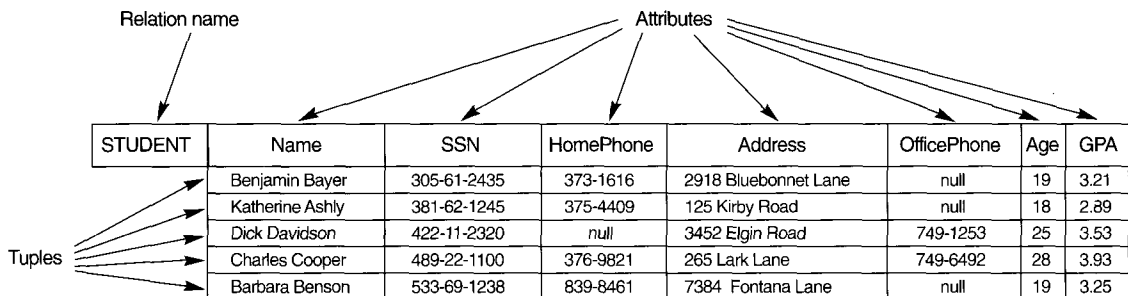 Relation name Attributes
STUDENT Name SSN HomePhone Address OfficePhone Age GPA
Benjamin Bayer 305-61-2435 373-1616 2918 Bluebonnet Lane null 19 3.21
Katherine Ashly 381-62-1245 375-4409 125 Kirby Road null 18 2.89
Dick Davidson 422-11-2320 null 3452 Elgin Road 749-1253 25 3.53
Tuples Charles Cooper 489-22-1100 376-9821 265 Lark Lane 749-6492 28 3.93
Barbara Benson 533-69-1238 839-8461 7384 Fontana Lane null 19 3.25